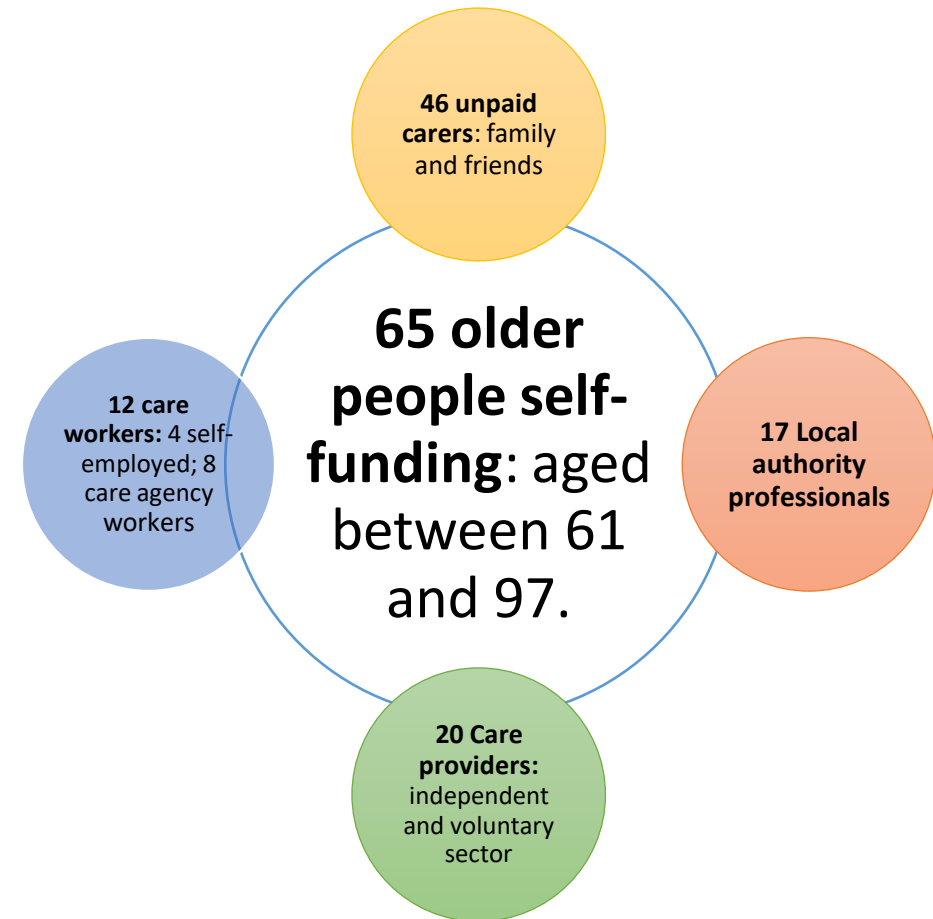 46 unpaid
carers: family
and friends
65 older
people self-
funding: aged
between 61
and 97.
12 care
workers: 4 self-
employed; 8
care agency
workers
17 Local
authority
professionals
20 Care
providers:
independent
and voluntary
sector